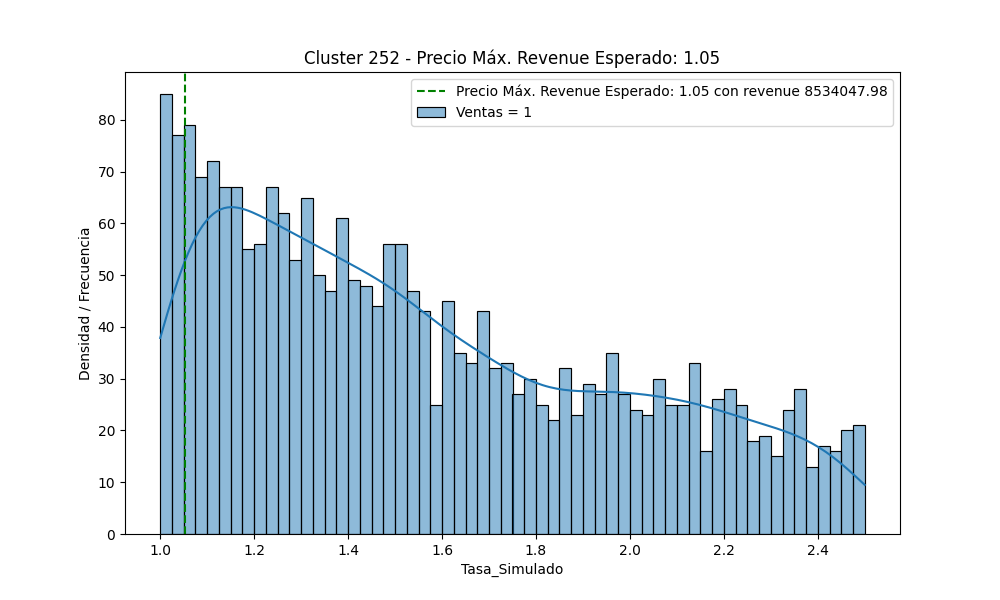 Cluster 252 - Precio Máx. Revenue Esperado: 1.05
Precio Máx. Revenue Esperado: 1.05 con revenue 8534047.98
Ventas = 1
Densidad / Frecuencia
80
70
60
50
40
30
20
10
0
1.0 1.2 1.4 1.6 1.8 2.0 2.2 2.4
Tasa_Simulado